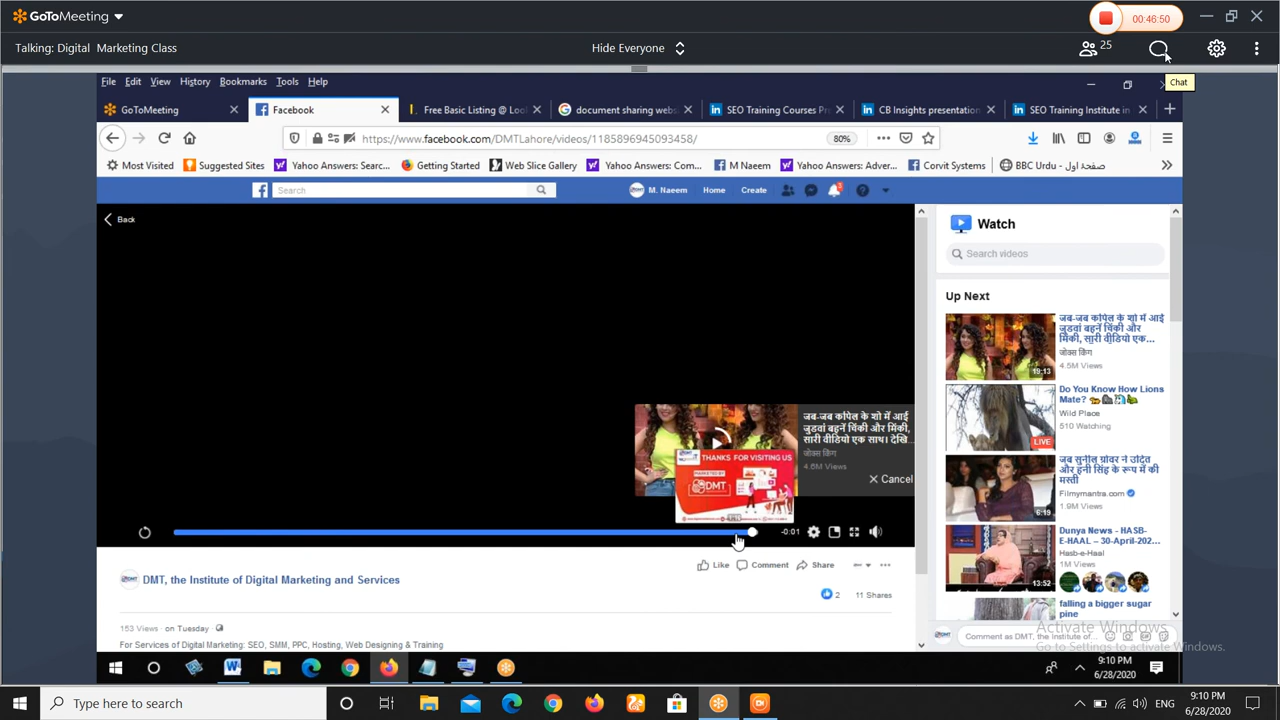 GoToMeeting
00:46:50
Talking: Digital Marketing Class
Hide Everyone
25
Chat
File Edit View History Bookmarks Tools Help
GoToMeeting
Facebook
Free Basic Listing @ Loo
document sharing webs
SEO Training Courses Pr
CB Insights presentation
SEO Training Institute in
https://www.facebook.com/DMTLahore/videos/1185896945093458/
80%
Most Visited
Suggested Sites
Yahoo Answers: Searc...
Getting Started
Web Slice Gallery
Yahoo Answers: Com...
M Naeem
Yahoo Answers: Adver...
Corvit Systems
BBC Urdu - صفحۂ اول
Search
M. Naeem
Home
Create
Back
Watch
Search videos
Up Next
जब-जब कपिल के शो में आई
जुड़वां बहनें चिंकी और
मिंकी, सारी वीडियो एक...
जोक्स किंग
4.5M Views
19:13
Do You Know How Lions
Mate?
Wild Place
510 Watching
LIVE
जब सुनील ग्रोवर ने उदित
और हनी सिंह के रूप में की
मस्ती
Filmymantra.com
1.9M Views
6:19
Dunya News - HASB-
E-HAAL – 30-April-202...
Hasb-e-Haal
1M Views
13:52
falling a bigger sugar
pine
जब-जब कपिल के शो में आई
जुड़वां बहनें चिंकी और मिंकी,
सारी वीडियो एक साथ। देखि...
जोक्स किंग
4.6M Views
Cancel
THANKS FOR VISITING US
DMT
-0:01
DMT, the Institute of Digital Marketing and Services
Like
Comment
Share
2
11 Shares
153 Views · on Tuesday
For Services of Digital Marketing: SEO, SMM, PPC, Hosting, Web Designing & Training
Comment as DMT, the Institute of...
Activate Windows
Go to Settings to activate Windows.
9:10 PM
6/28/2020
Type here to search
ENG
9:10 PM
6/28/2020